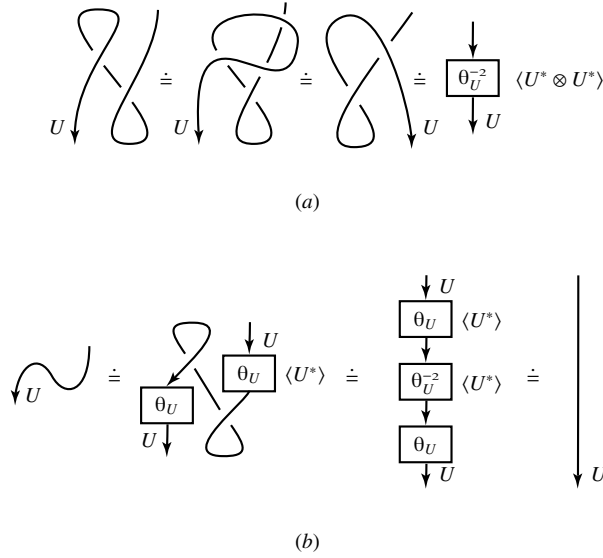 U ≐ U ≐ U ≐ θ_U^{-2} U ⟨U* ⊗ U*⟩
(a)
U ≐ θ_U U U θ_U ⟨U*⟩ ≐ U θ_U ⟨U*⟩ θ_U^{-2} ⟨U*⟩ θ_U U ≐ U
(b)